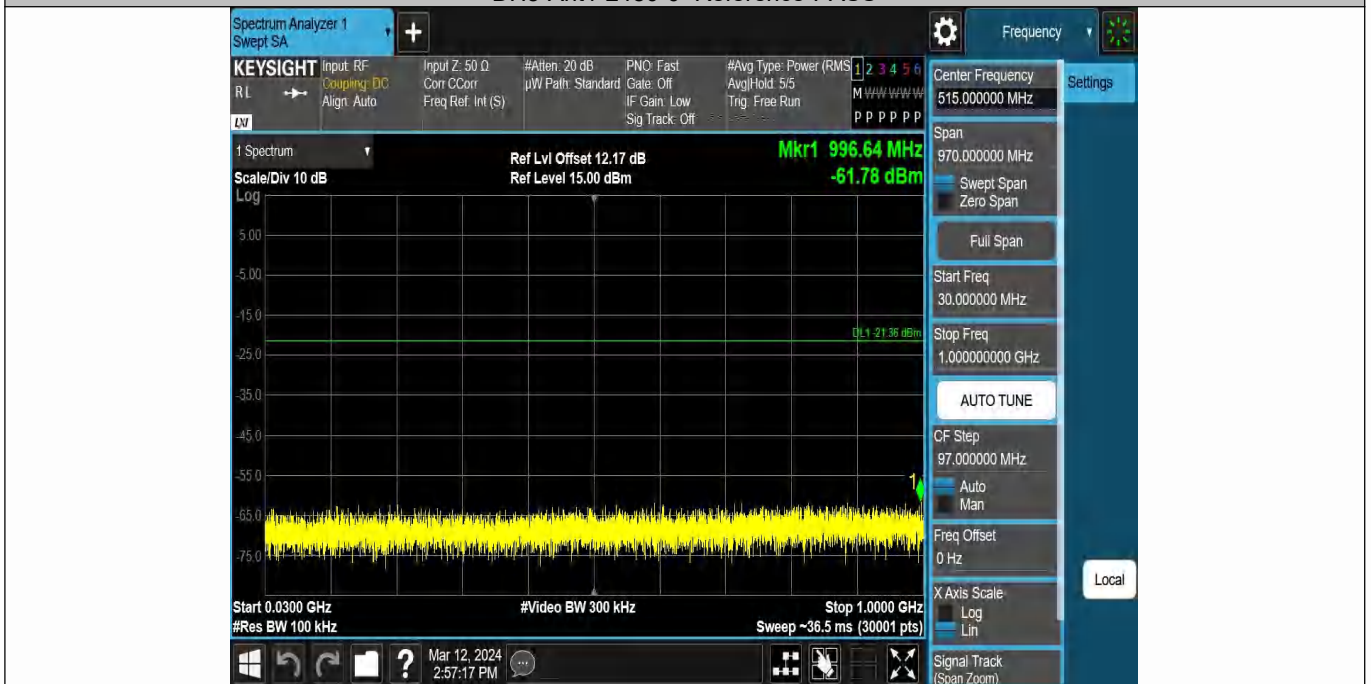 Spectrum Analyzer 1
Swept SA
+
Frequency
KEYSIGHT
RL
LXI
Input: RF
Coupling: DC
Align: Auto
Input Z: 50 Ω
Corr CCorr
Freq Ref: Int (S)
#Atten: 20 dB
µW Path: Standard
PNO: Fast
Gate: Off
IF Gain: Low
Sig Track: Off
#Avg Type: Power (RMS
Avg|Hold: 5/5
Trig: Free Run
1 2 3 4 5 6
M W W W W W
P P P P P P
Center Frequency
515.000000 MHz
Settings
Span
970.000000 MHz
Swept Span
Zero Span
Full Span
Start Freq
30.000000 MHz
Stop Freq
1.000000000 GHz
AUTO TUNE
CF Step
97.000000 MHz
Auto
Man
Freq Offset
0 Hz
X Axis Scale
Log
Lin
Signal Track
(Span Zoom)
Local
1 Spectrum
Scale/Div 10 dB
Ref Lvl Offset 12.17 dB
Ref Level 15.00 dBm
Mkr1 996.64 MHz
-61.78 dBm
Log
5.00
-5.00
-15.0
DL1 -21.36 dBm
-25.0
-35.0
-45.0
-55.0
1
-65.0
-75.0
Start 0.0300 GHz
#Video BW 300 kHz
Stop 1.0000 GHz
#Res BW 100 kHz
Sweep ~36.5 ms (30001 pts)
?
Mar 12, 2024
2:57:17 PM